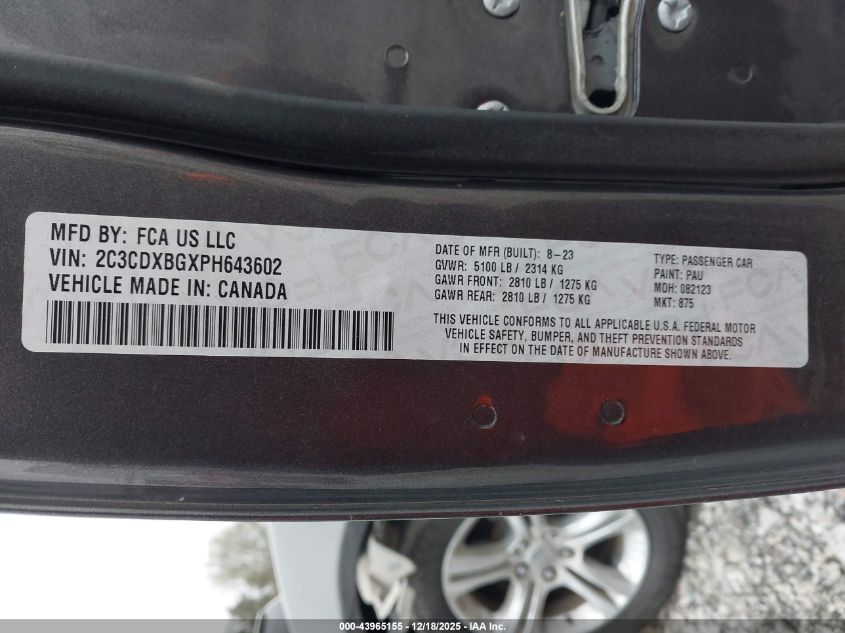 MFD BY: FCA US LLC
VIN: 2C3CDXBGXPH643602
VEHICLE MADE IN: CANADA
DATE OF MFR (BUILT): 8-23
GVWR: 5100 LB / 2314 KG
GAWR FRONT: 2810 LB / 1275 KG
GAWR REAR: 2810 LB / 1275 KG
TYPE: PASSENGER CAR
PAINT: PAU
MDH: 082123
MKT: 875
THIS VEHICLE CONFORMS TO ALL APPLICABLE U.S.A. FEDERAL MOTOR
VEHICLE SAFETY, BUMPER, AND THEFT PREVENTION STANDARDS
IN EFFECT ON THE DATE OF MANUFACTURE SHOWN ABOVE.
000-43965155 - 12/18/2025 - IAA Inc.